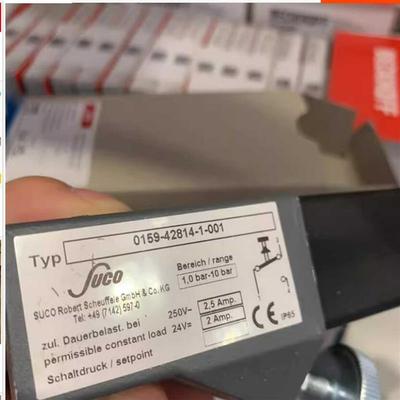 Typ 0159-42814-1-001
SUCO
Bereich / range
1,0 bar-10 bar
SUCO Robert Scheuffele GmbH & Co. KG
Tel: +49 (7142) 597-0
zul. Dauerbelast. bei 250V~ 2,5 Amp.
permissible constant load 24V= 2 Amp.
Schaltdruck / setpoint
CE IP65
BECKHOFF